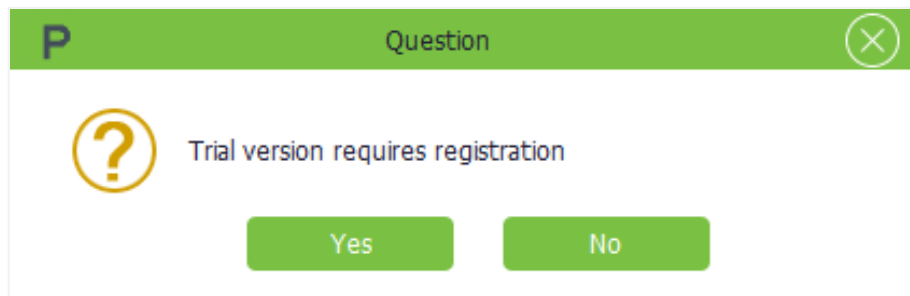 P Question
Trial version requires registration
Yes No